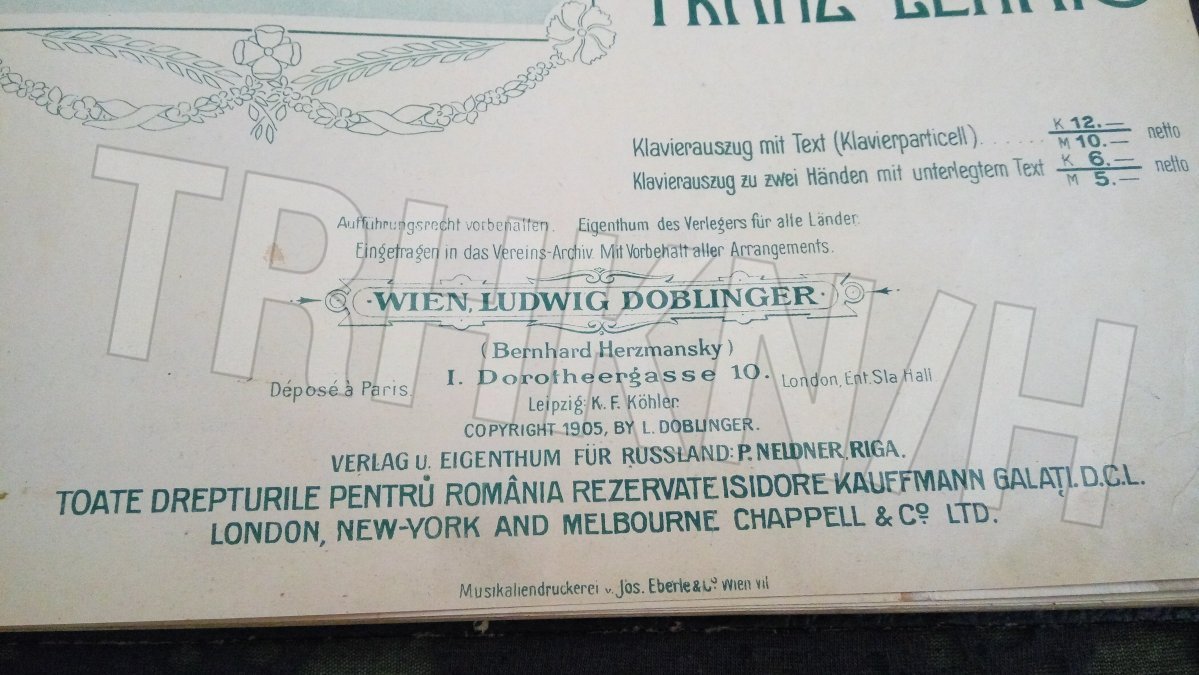 Klavierauszug mit Text (Klavierparticell) . . . . . . K 12.— netto
M 10.—
Klavierauszug zu zwei Händen mit unterlegtem Text K 6.— netto
M 5.—
Aufführungsrecht vorbehalten. Eigenthum des Verlegers für alle Länder.
Eingetragen in das Vereins-Archiv. Mit Vorbehalt aller Arrangements.
·WIEN, LUDWIG DOBLINGER·
(Bernhard Herzmansky)
Déposé à Paris. I. Dorotheergasse 10. London, Ent. Sta Hall.
Leipzig: K. F. Köhler.
COPYRIGHT 1905, BY L. DOBLINGER.
VERLAG U. EIGENTHUM FÜR RUSSLAND: P. NELDNER, RIGA.
TOATE DREPTURILE PENTRŬ ROMÂNIA REZERVATE ISIDORE KAUFFMANN GALAȚI. D.C.L.
LONDON, NEW-YORK AND MELBOURNE CHAPPELL & Cº LTD.
Musikaliendruckerei v. Jos. Eberle & Cº Wien VII
TRHKN/H